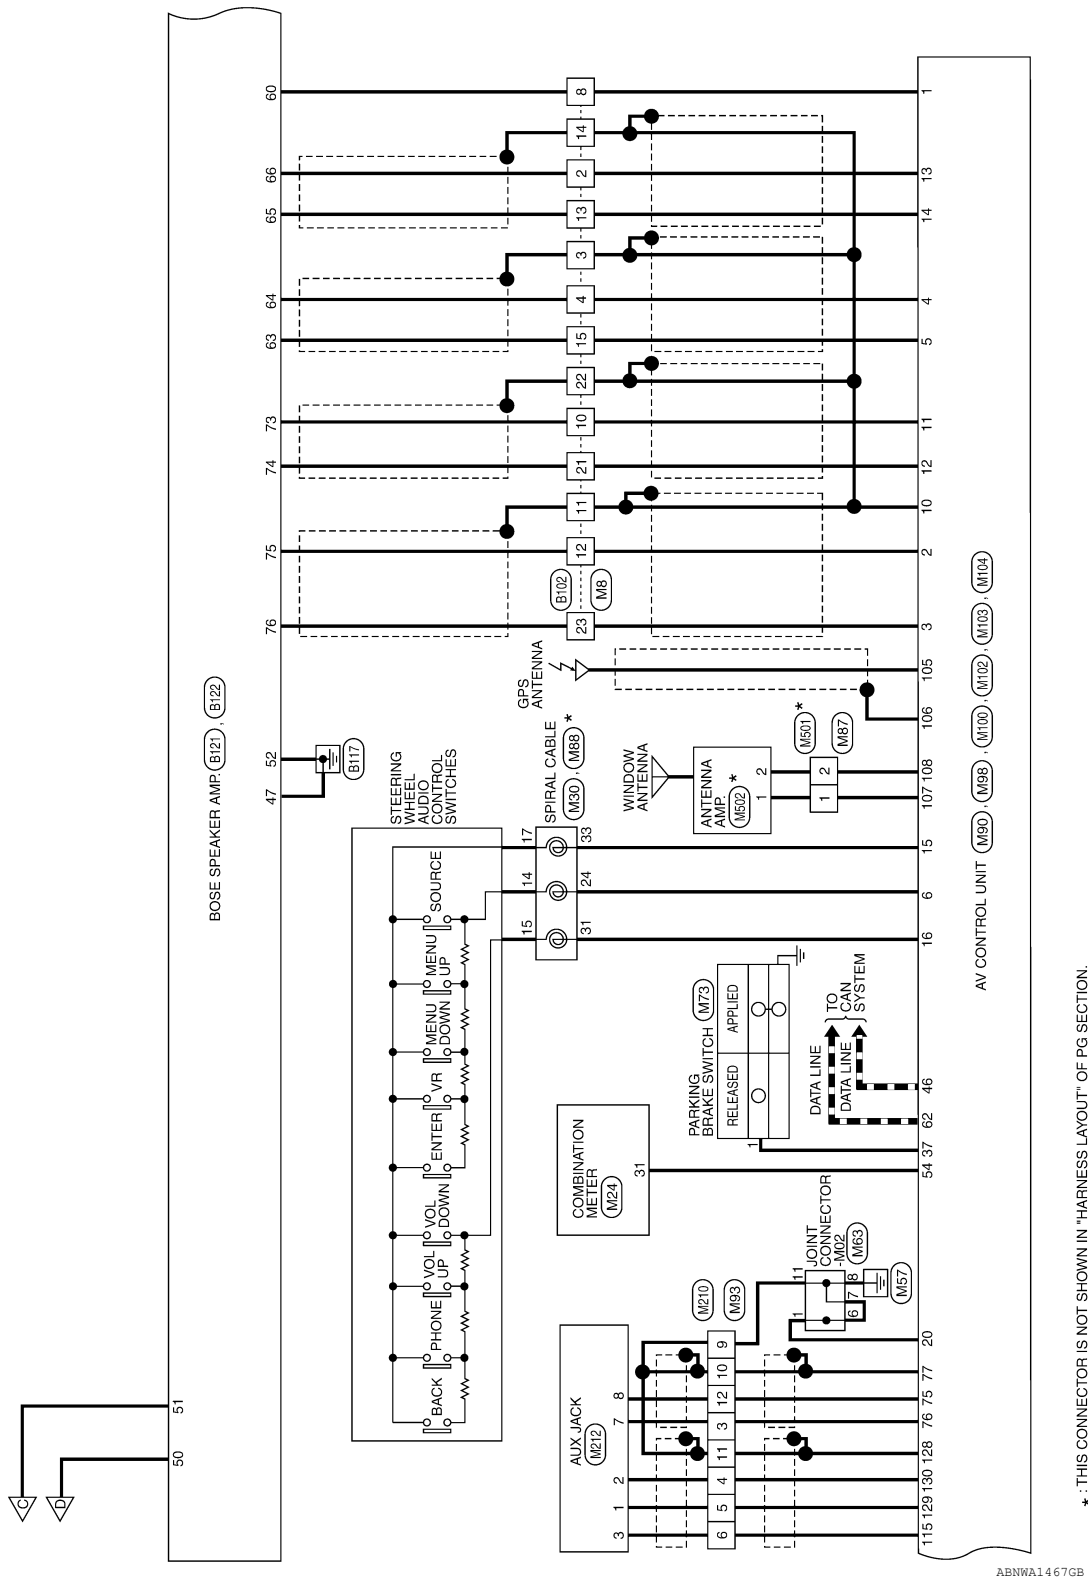 C
D
50
51
BOSE SPEAKER AMP. B121 , B122
47
52
B117
76
75
74
73
63
64
65
66
60
STEERING
WHEEL
AUDIO
CONTROL
SWITCHES
BACK
PHONE
VOL
UP
VOL
DOWN
ENTER
VR
MENU
DOWN
MENU
UP
SOURCE
15
14
17
SPIRAL CABLE
M30 , M88 *
31
24
33
GPS
ANTENNA
B102
M8
23
12
11
21
10
22
15
4
3
13
2
14
8
WINDOW
ANTENNA
ANTENNA
AMP. *
M502
1
2
M501 *
M87
1
2
AUX JACK
M212
3
1
2
7
8
M210
M93
6
5
4
11
3
12
10
9
COMBINATION
METER
M24
31
PARKING
BRAKE SWITCH M73
RELEASED
APPLIED
1
JOINT
CONNECTOR
-M02
M63
1
11
6
7
8
M57
DATA LINE
DATA LINE
TO
CAN
SYSTEM
115
129
130
128
76
75
77
20
54
37
62
46
16
6
15
107
108
106
105
3
2
10
12
11
5
4
14
13
1
AV CONTROL UNIT M90 , M98 , M100 , M102 , M103 , M104
* : THIS CONNECTOR IS NOT SHOWN IN "HARNESS LAYOUT" OF PG SECTION.
ABNWA1467GB